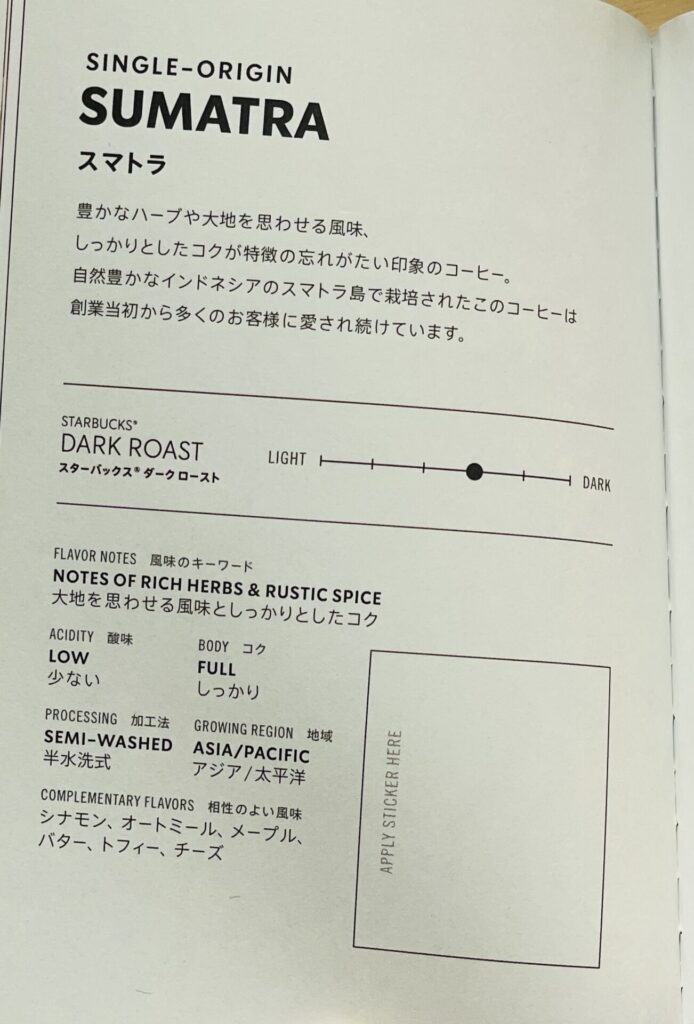 SINGLE-ORIGIN
SUMATRA
スマトラ
豊かなハーブや大地を思わせる風味、
しっかりとしたコクが特徴の忘れがたい印象のコーヒー。
自然豊かなインドネシアのスマトラ島で栽培されたこのコーヒーは
創業当初から多くのお客様に愛され続けています。
STARBUCKS®
DARK ROAST
スターバックス® ダーク ロースト
LIGHT DARK
FLAVOR NOTES 風味のキーワード
NOTES OF RICH HERBS & RUSTIC SPICE
大地を思わせる風味としっかりとしたコク
ACIDITY 酸味
LOW
少ない
BODY コク
FULL
しっかり
PROCESSING 加工法
SEMI-WASHED
半水洗式
GROWING REGION 地域
ASIA/PACIFIC
アジア/太平洋
COMPLEMENTARY FLAVORS 相性のよい風味
シナモン、オートミール、メープル、
バター、トフィー、チーズ
APPLY STICKER HERE